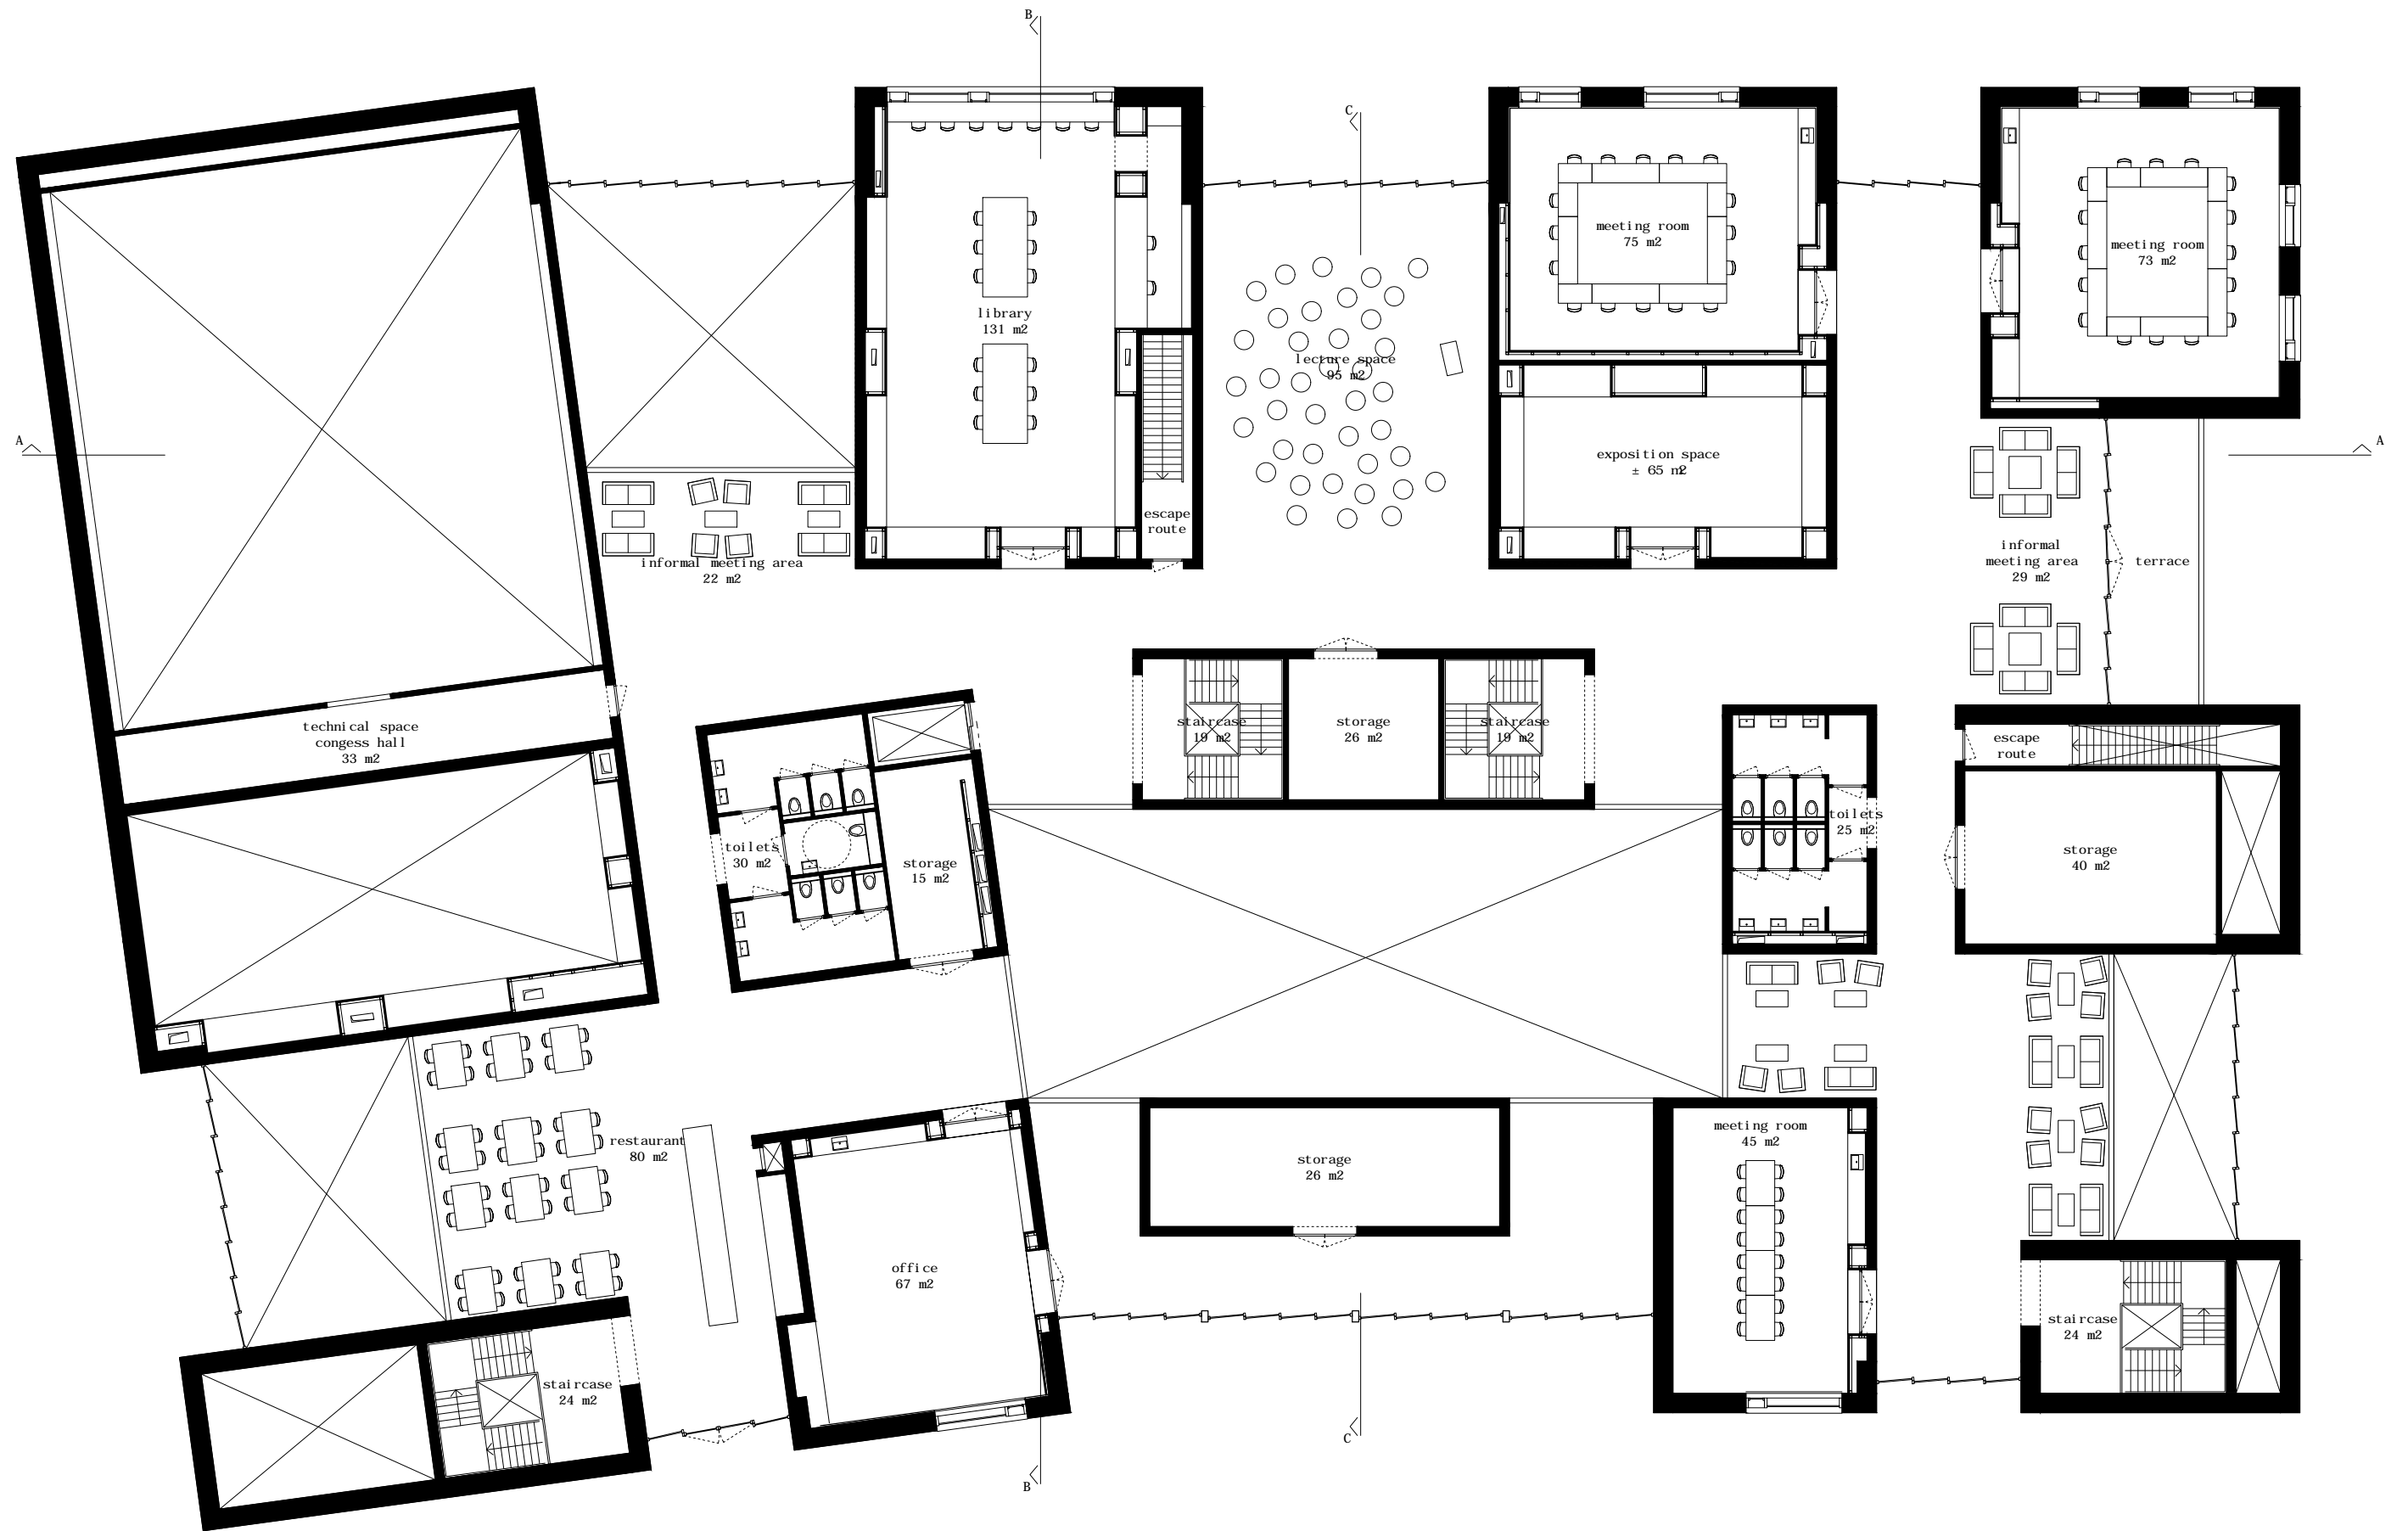 B
C
meeting room
75 m2
meeting room
73 m2
library
131 m2
lecture space
95 m2
A
A
exposition space
± 65 m2
escape
route
informal meeting area
22 m2
informal
meeting area
29 m2
terrace
technical space
congess hall
33 m2
staircase
19 m2
storage
26 m2
staircase
19 m2
escape
route
toilets
30 m2
storage
15 m2
toilets
25 m2
storage
40 m2
restaurant
80 m2
meeting room
45 m2
storage
26 m2
office
67 m2
staircase
24 m2
staircase
24 m2
C
B